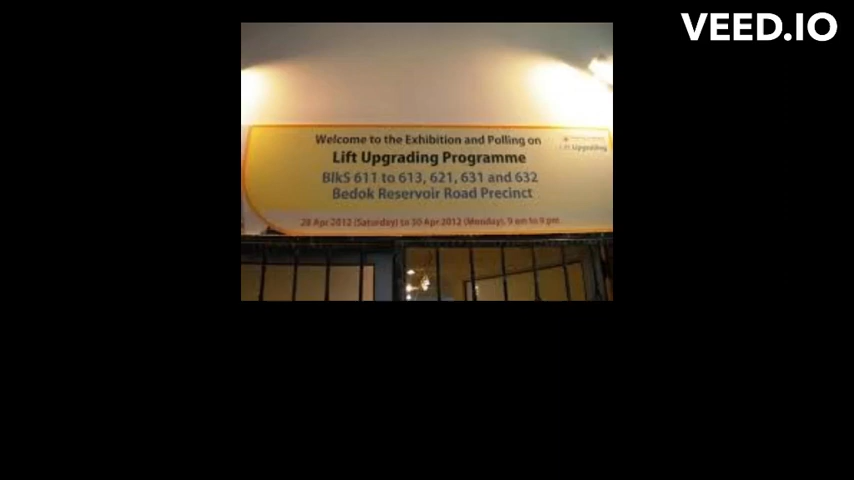 VEED.IO
Welcome to the Exhibition and Polling on
Lift Upgrading Programme
BlkS 611 to 613, 621, 631 and 632
Bedok Reservoir Road Precinct
28 Apr 2012 (Saturday) to 30 Apr 2012 (Monday), 9 am to 9 pm
Lift Upgrading